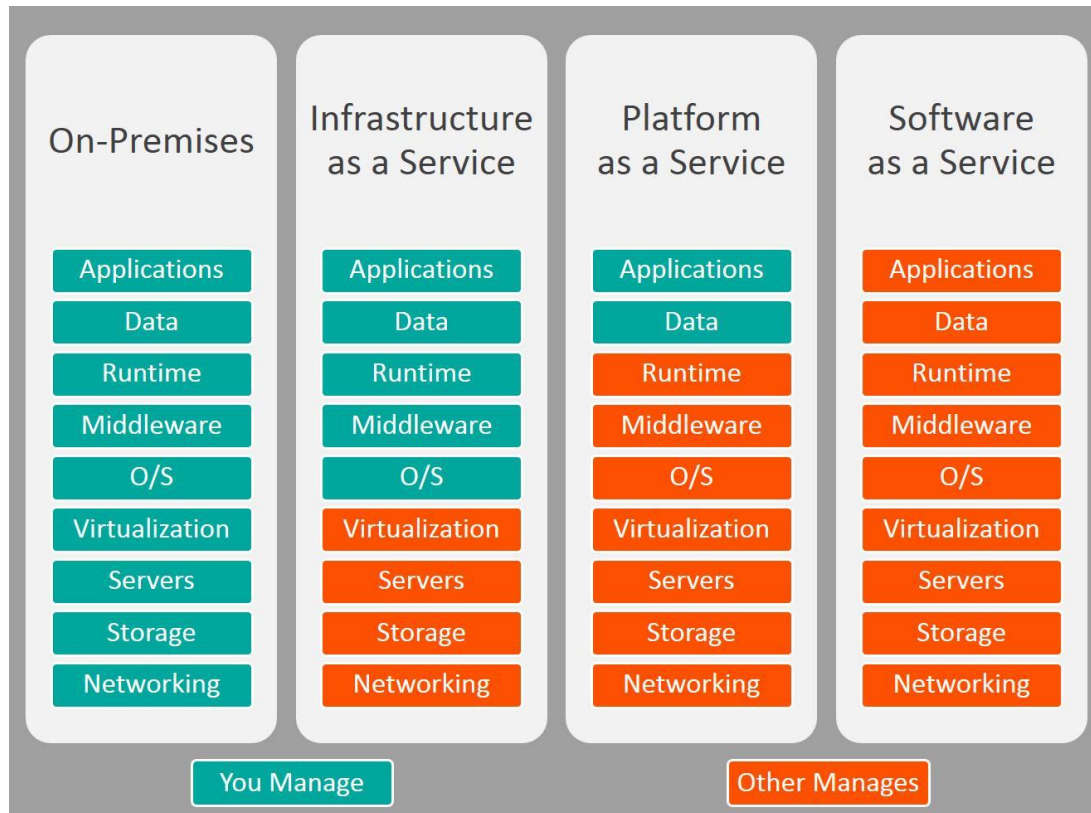 On-Premises
Applications
Data
Runtime
Middleware
O/S
Virtualization
Servers
Storage
Networking
Infrastructure
as a Service
Applications
Data
Runtime
Middleware
O/S
Virtualization
Servers
Storage
Networking
Platform
as a Service
Applications
Data
Runtime
Middleware
O/S
Virtualization
Servers
Storage
Networking
Software
as a Service
Applications
Data
Runtime
Middleware
O/S
Virtualization
Servers
Storage
Networking
You Manage
Other Manages